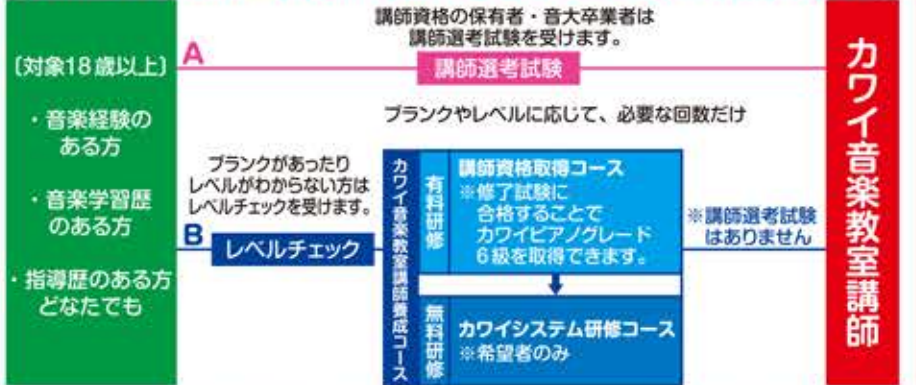 講師資格の保有者・音大卒業者は
講師選考試験を受けます。
〔対象18歳以上〕
・音楽経験の
ある方
・音楽学習歴
のある方
・指導歴のある方
どなたでも
A
講師選考試験
ブランクやレベルに応じて、必要な回数だけ
ブランクがあったり
レベルがわからない方は
レベルチェックを受けます。
B
レベルチェック
カワイ音楽教室講師養成コース
有料研修
講師資格取得コース
※修了試験に
合格することで
カワイピアノグレード
6級を取得できます。
無料研修
カワイシステム研修コース
※希望者のみ
※講師選考試験
はありません
カワイ音楽教室講師